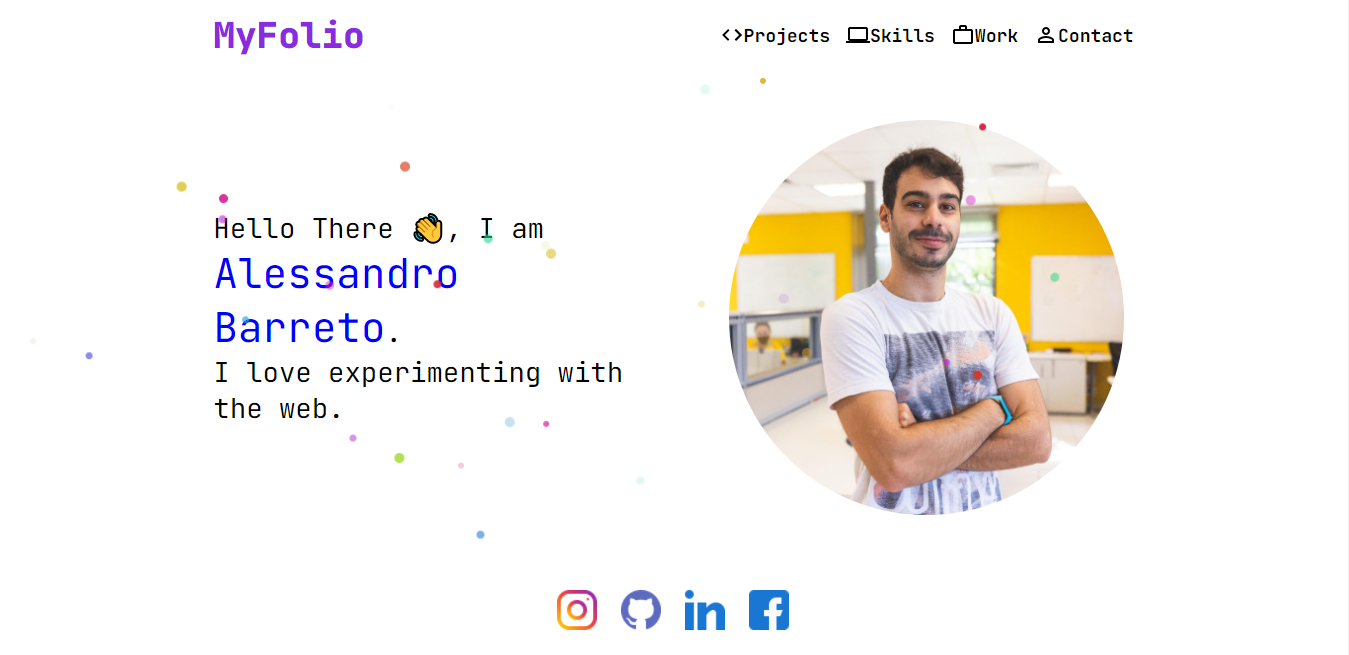 MyFolio
Projects Skills Work Contact
Hello There 👋, I am
Alessandro
Barreto.
I love experimenting with
the web.